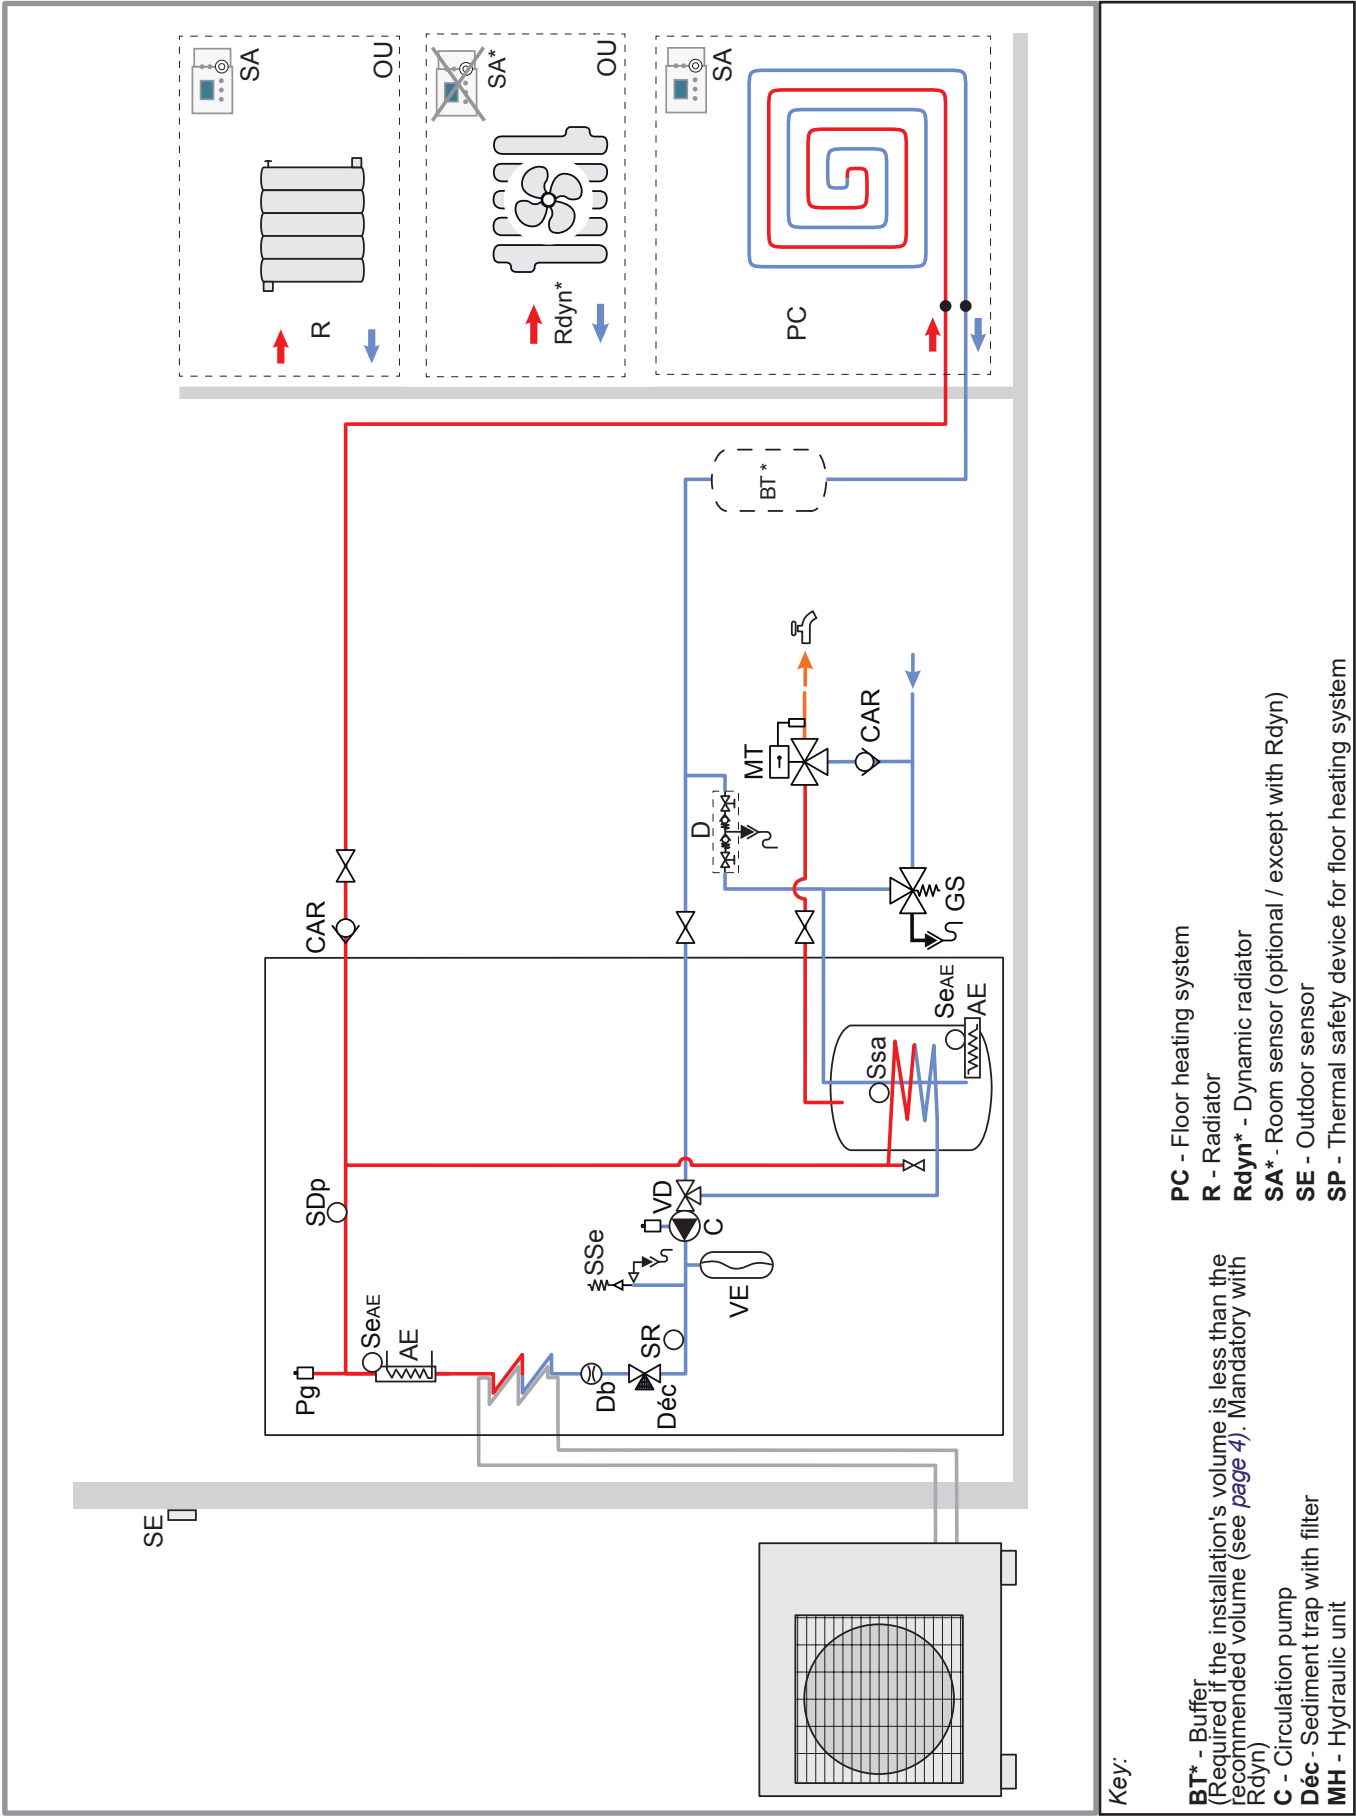 SE
Pg
SeAE
AE
SDp
CAR
Db
Déc
SR
SSe
VE
C
VD
Ssa
SeAE
AE
GS
D
MT
CAR
BT*
R
SA
OU
Rdyn*
SA*
OU
PC
SA
Key:
BT* - Buffer
(Required if the installation's volume is less than the
recommended volume (see page 4). Mandatory with
Rdyn)
C - Circulation pump
Déc - Sediment trap with filter
MH - Hydraulic unit
PC - Floor heating system
R - Radiator
Rdyn* - Dynamic radiator
SA* - Room sensor (optional / except with Rdyn)
SE - Outdoor sensor
SP - Thermal safety device for floor heating system